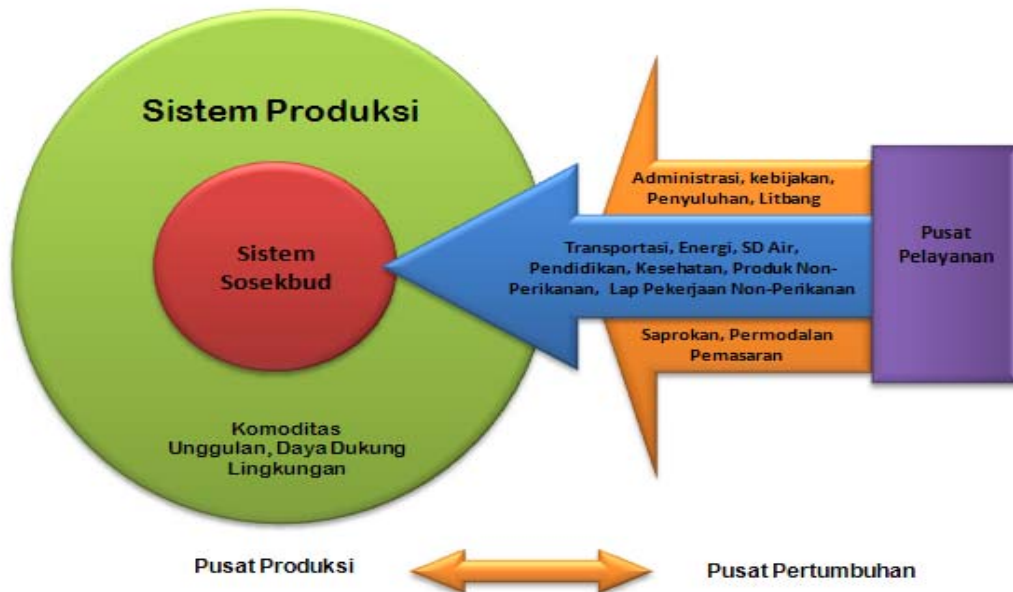 Sistem Produksi
Sistem
Sosekbud
Komoditas
Unggulan, Daya Dukung
Lingkungan
Administrasi, kebijakan,
Penyuluhan, Litbang
Transportasi, Energi, SD Air,
Pendidikan, Kesehatan, Produk Non-
Perikanan, Lap Pekerjaan Non-Perikanan
Saprokan, Permodalan
Pemasaran
Pusat
Pelayanan
Pusat Produksi
Pusat Pertumbuhan